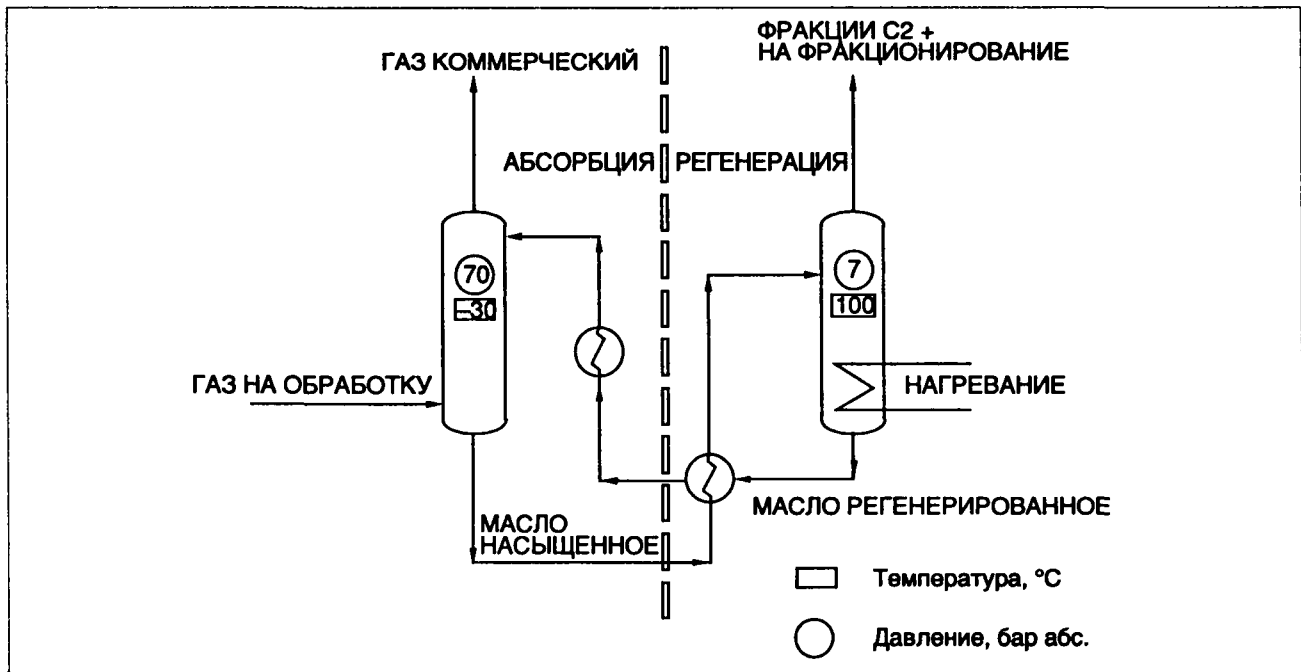 ФРАКЦИИ С2 +
НА ФРАКЦИОНИРОВАНИЕ
ГАЗ КОММЕРЧЕСКИЙ
АБСОРБЦИЯ
РЕГЕНЕРАЦИЯ
70
-30
7
100
ГАЗ НА ОБРАБОТКУ
НАГРЕВАНИЕ
МАСЛО РЕГЕНЕРИРОВАННОЕ
МАСЛО
НАСЫЩЕННОЕ
Температура, °С
Давление, бар абс.